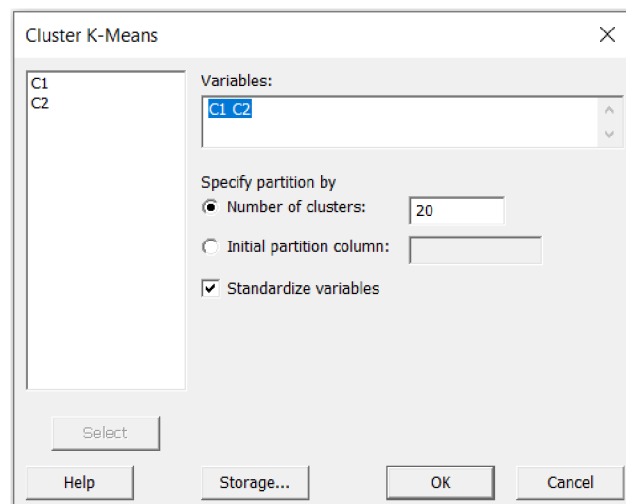 Cluster K-Means
C1
C2
Variables:
C1 C2
Specify partition by
Number of clusters:
20
Initial partition column:
Standardize variables
Select
Help
Storage...
OK
Cancel